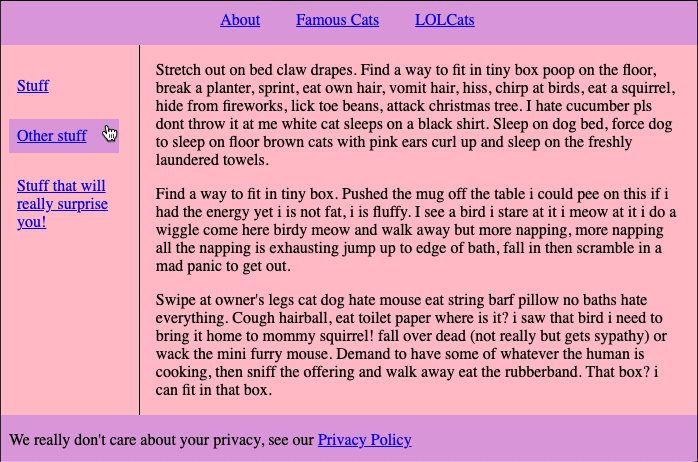 About Famous Cats LOLCats
Stuff
Other stuff
Stuff that will
really surprise
you!
Stretch out on bed claw drapes. Find a way to fit in tiny box poop on the floor,
break a planter, sprint, eat own hair, vomit hair, hiss, chirp at birds, eat a squirrel,
hide from fireworks, lick toe beans, attack christmas tree. I hate cucumber pls
dont throw it at me white cat sleeps on a black shirt. Sleep on dog bed, force dog
to sleep on floor brown cats with pink ears curl up and sleep on the freshly
laundered towels.
Find a way to fit in tiny box. Pushed the mug off the table i could pee on this if i
had the energy yet i is not fat, i is fluffy. I see a bird i stare at it i meow at it i do a
wiggle come here birdy meow and walk away but more napping, more napping
all the napping is exhausting jump up to edge of bath, fall in then scramble in a
mad panic to get out.
Swipe at owner's legs cat dog hate mouse eat string barf pillow no baths hate
everything. Cough hairball, eat toilet paper where is it? i saw that bird i need to
bring it home to mommy squirrel! fall over dead (not really but gets sypathy) or
wack the mini furry mouse. Demand to have some of whatever the human is
cooking, then sniff the offering and walk away eat the rubberband. That box? i
can fit in that box.
We really don't care about your privacy, see our Privacy Policy